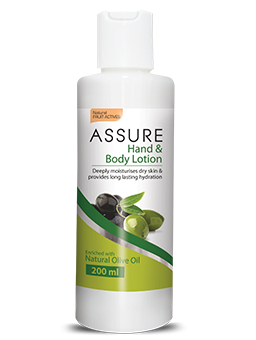 Natural
FRUIT ACTIVES
ASSURE
Hand &
Body Lotion
Deeply moisturises dry skin &
provides long lasting hydration
Enriched with
Natural Olive Oil
200 ml